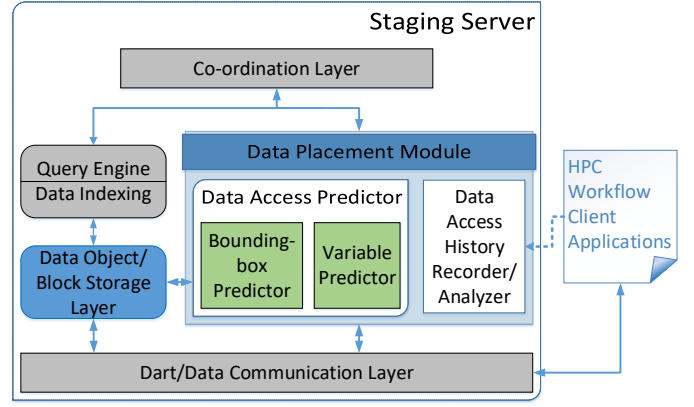 Staging Server
Co-ordination Layer
Query Engine
Data Indexing
Data Placement Module
Data Access Predictor
Bounding-
box
Predictor
Variable
Predictor
Data
Access
History
Recorder/
Analyzer
HPC
Workflow
Client
Applications
Data Object/
Block Storage
Layer
Dart/Data Communication Layer